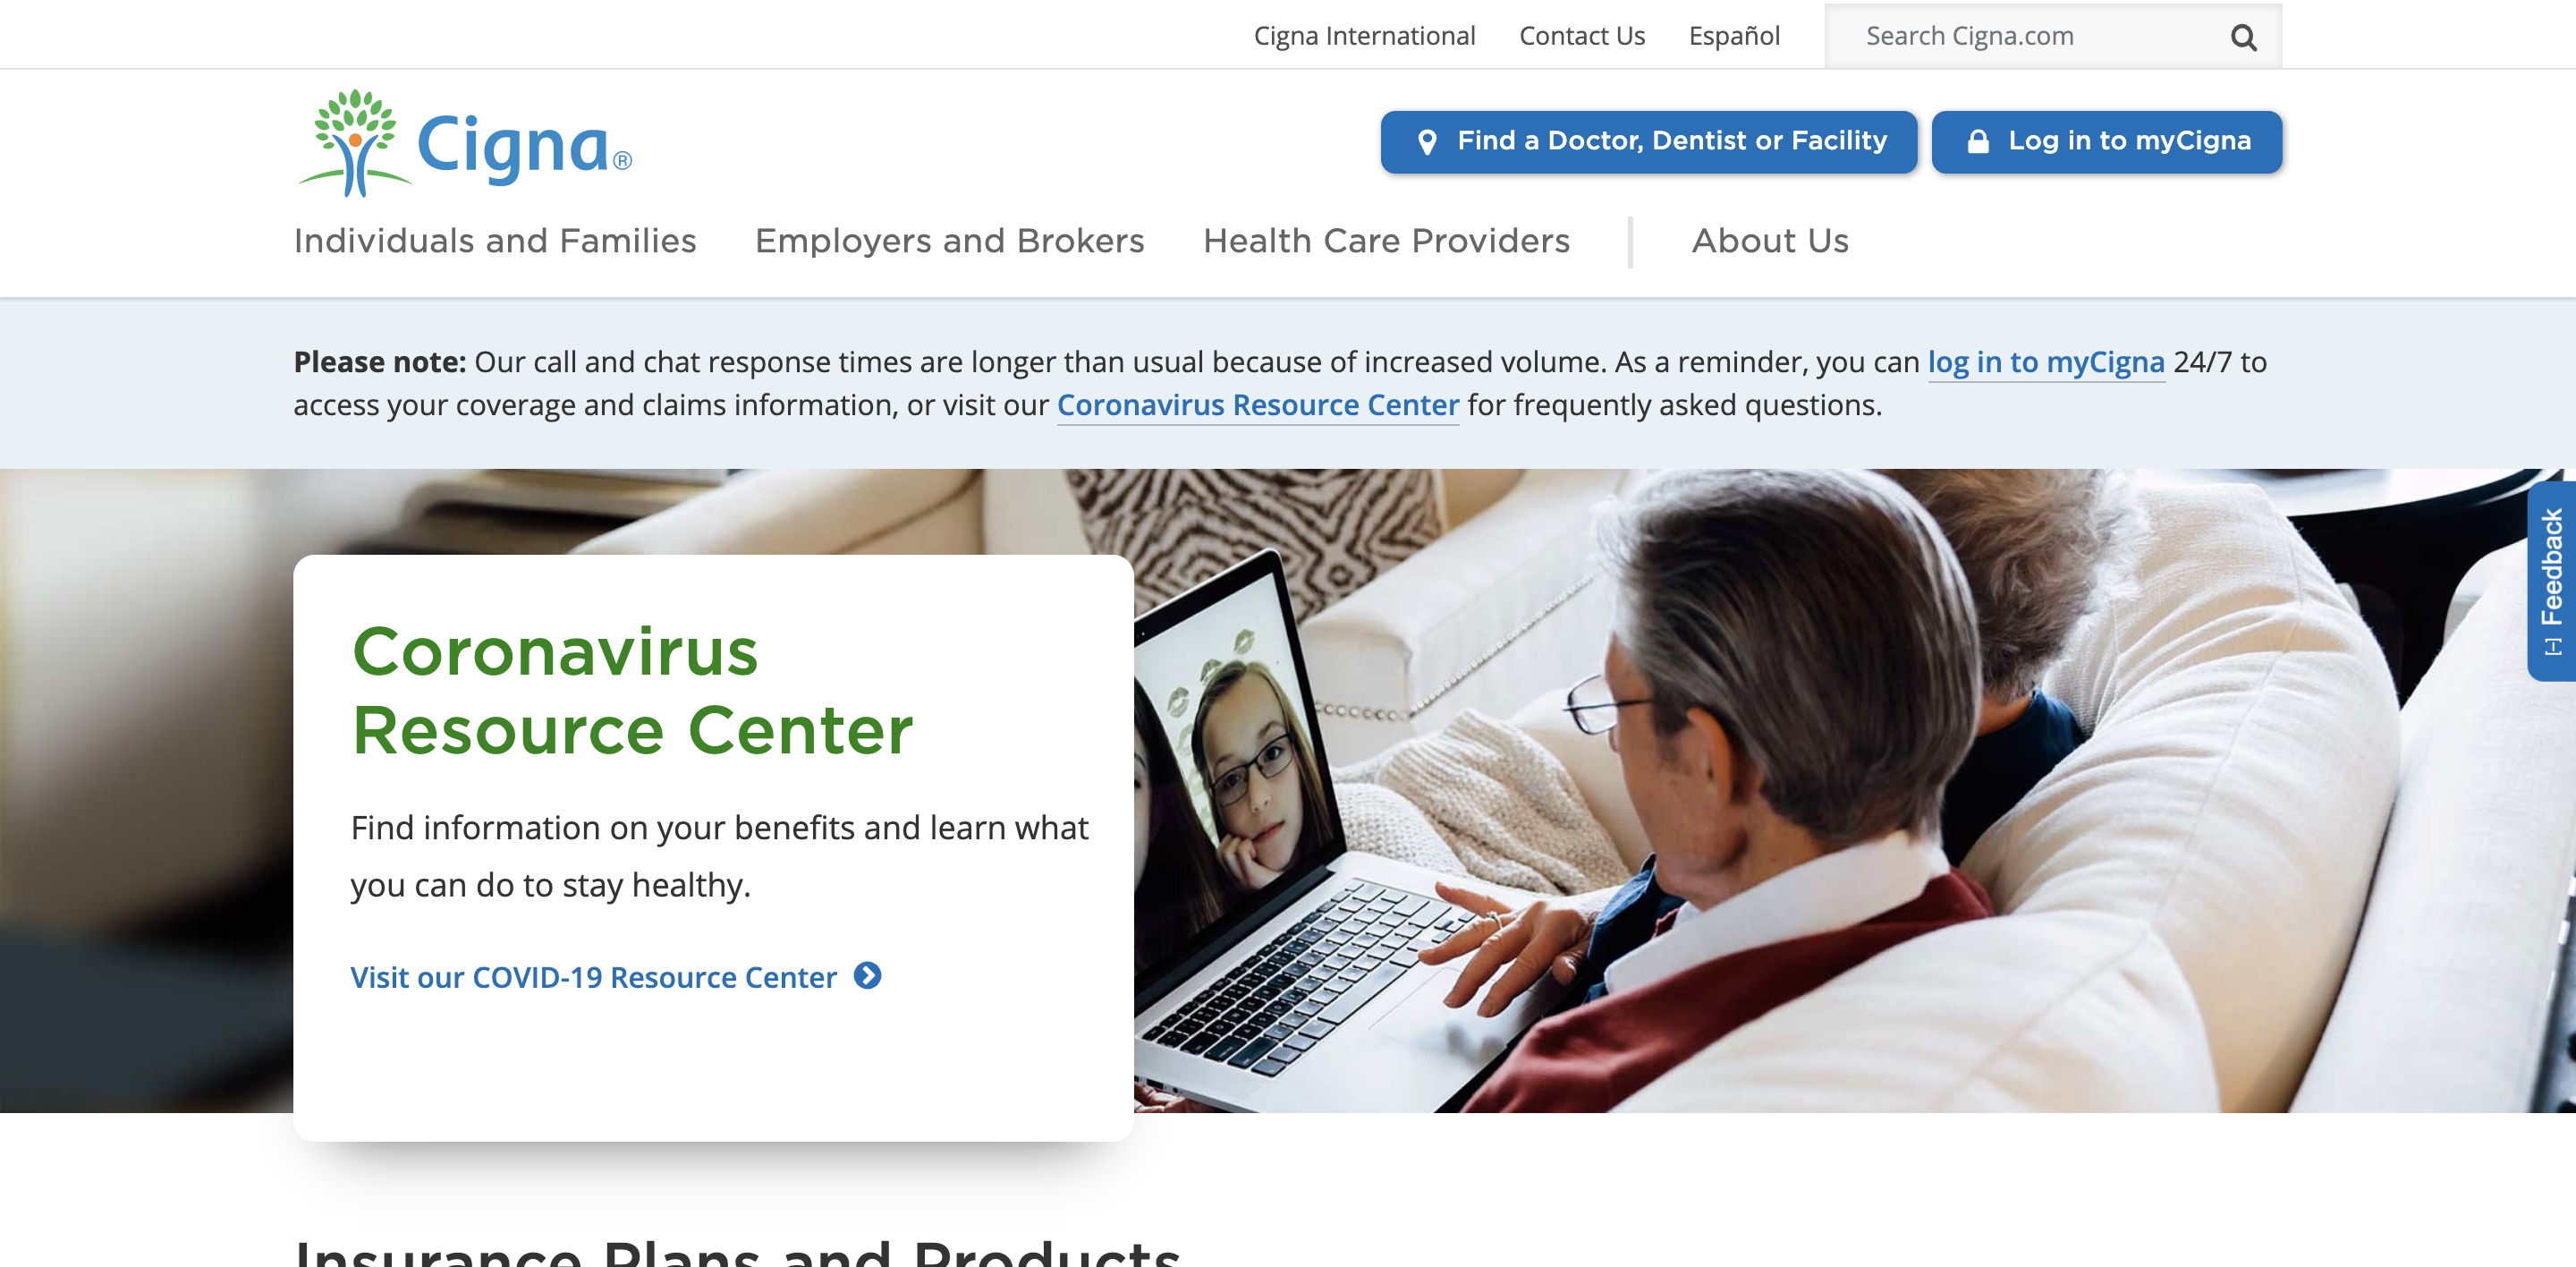 Cigna International Contact Us Español Search Cigna.com
Cigna®
Find a Doctor, Dentist or Facility Log in to myCigna
Individuals and Families Employers and Brokers Health Care Providers About Us
Please note: Our call and chat response times are longer than usual because of increased volume. As a reminder, you can log in to myCigna 24/7 to
access your coverage and claims information, or visit our Coronavirus Resource Center for frequently asked questions.
[-] Feedback
Coronavirus
Resource Center
Find information on your benefits and learn what
you can do to stay healthy.
Visit our COVID-19 Resource Center
Insurance Plans and Products